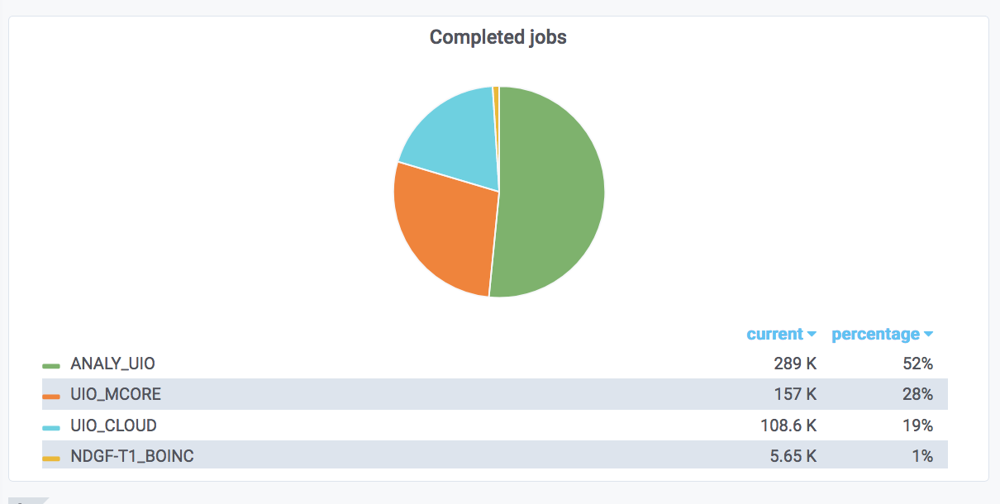 Completed jobs
current percentage
ANALY_UIO 289 K 52%
UIO_MCORE 157 K 28%
UIO_CLOUD 108.6 K 19%
NDGF-T1_BOINC 5.65 K 1%